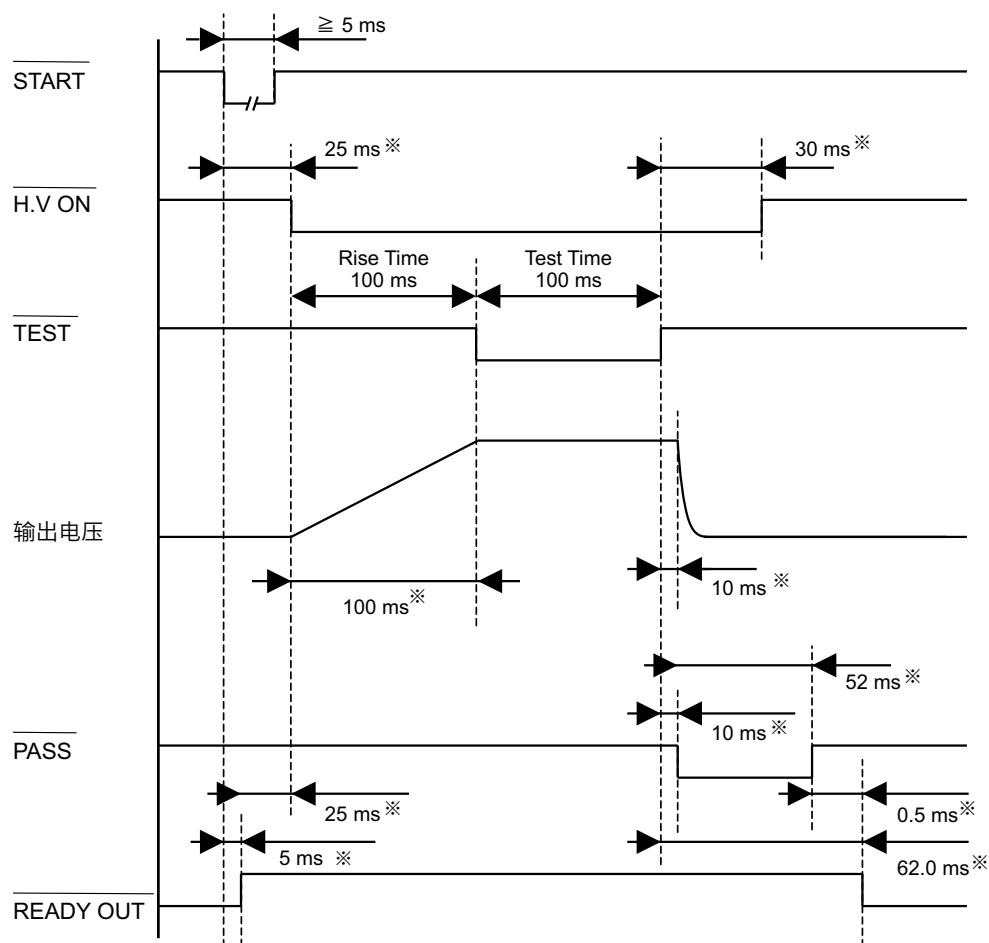 ≧ 5 ms
START
25 ms※
30 ms※
H.V ON
Rise Time
100 ms
Test Time
100 ms
TEST
输出电压
10 ms ※
100 ms※
52 ms※
10 ms※
PASS
25 ms※
0.5 ms※
5 ms ※
62.0 ms※
READY OUT